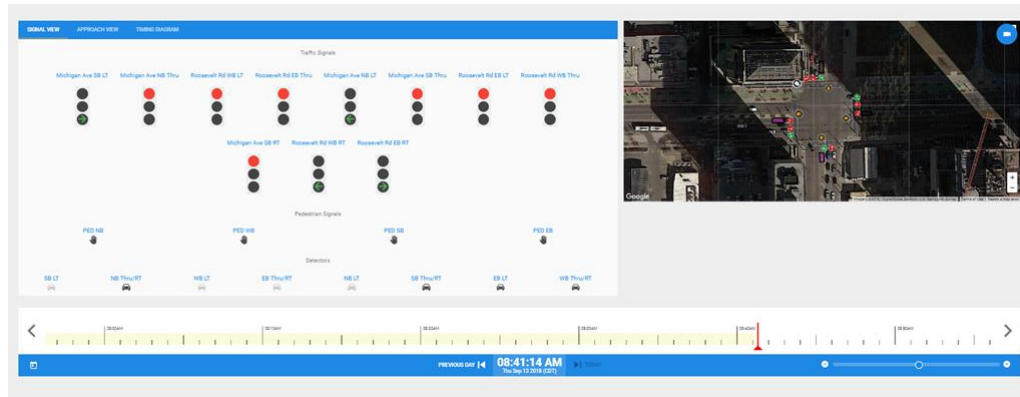 SIGNAL VIEW APPROACH VIEW TIMING DIAGRAM
Traffic Signals
Michigan Ave SB LT Michigan Ave NB Thru Roosevelt Rd WB LT Roosevelt Rd EB Thru Michigan Ave NB LT Michigan Ave SB Thru Roosevelt Rd EB LT Roosevelt Rd WB Thru
Michigan Ave SB RT Roosevelt Rd WB RT Roosevelt Rd EB RT
Pedestrian Signals
PED NB PED WB PED SB PED EB
Detectors
SB LT NB Thru/RT WB LT EB Thru/RT NB LT SB Thru/RT EB LT WB Thru/RT
Google
PREVIOUS DAY 08:41:14 AM TODAY
Thu Sep 13 2018 (CDT)